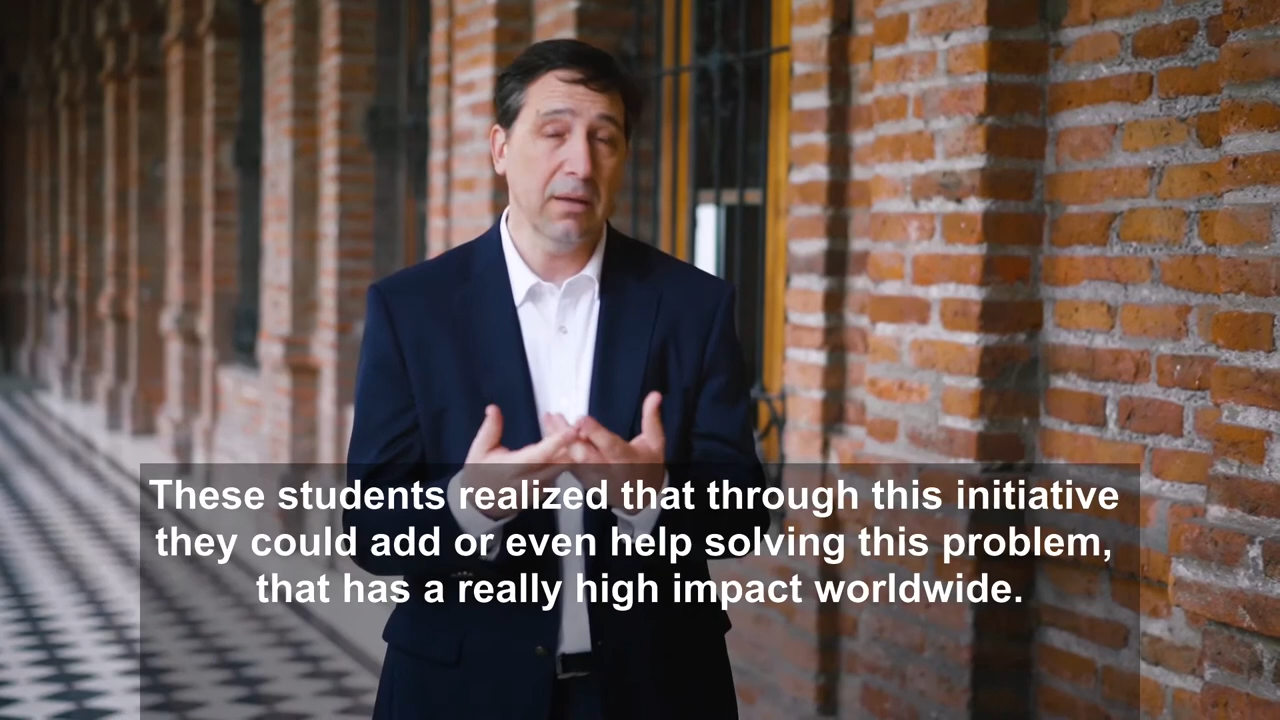 These students realized that through this initiative
they could add or even help solving this problem,
that has a really high impact worldwide.